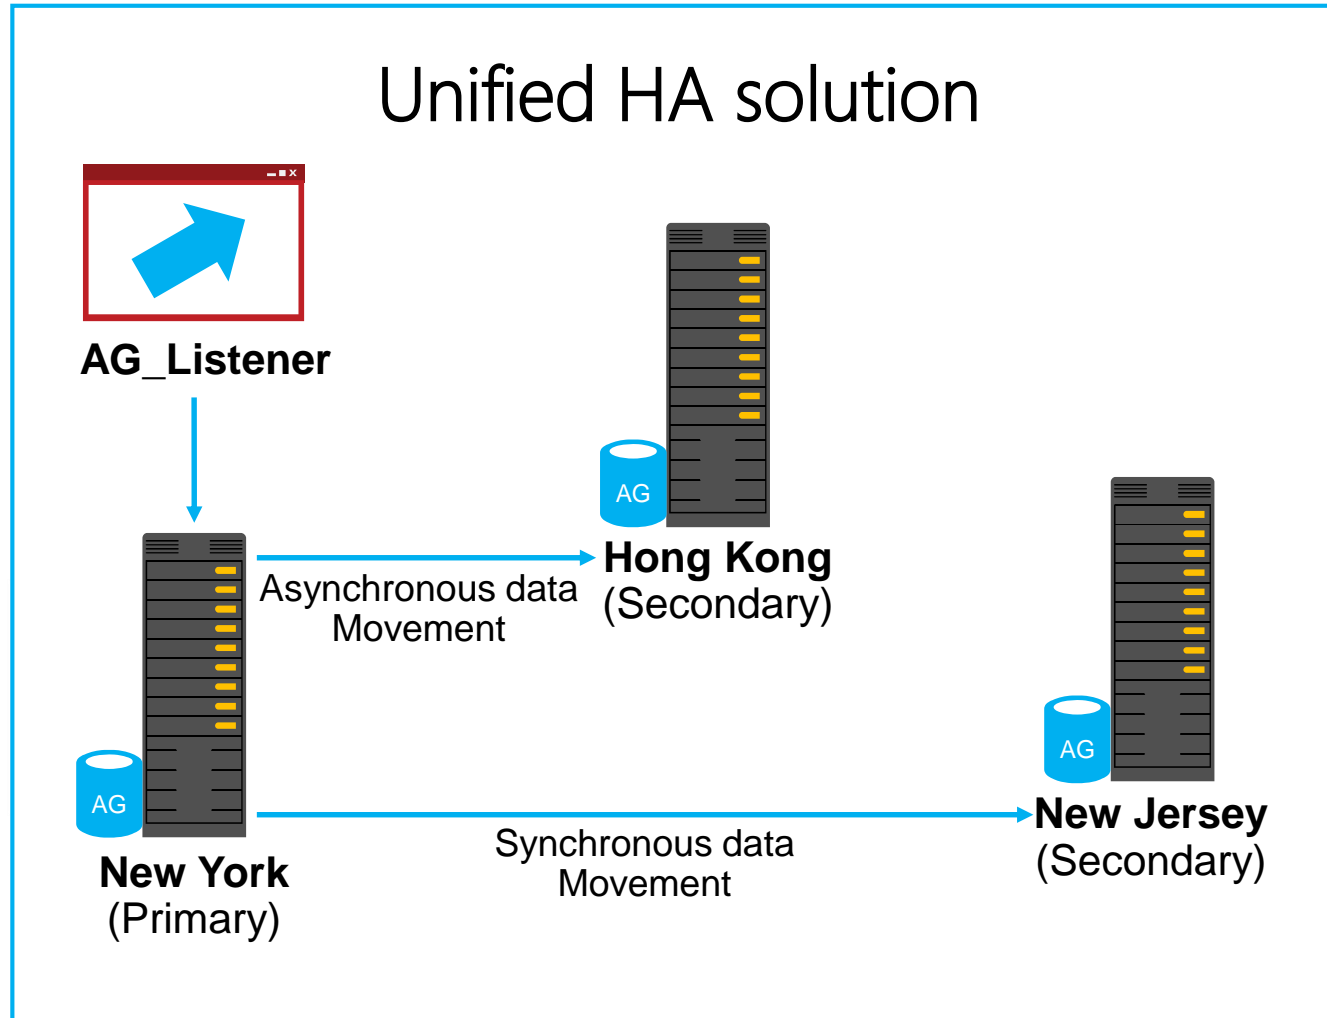 Unified HA solution
AG_Listener
AG
Hong Kong
(Secondary)
Asynchronous data
Movement
AG
New York
(Primary)
Synchronous data
Movement
AG
New Jersey
(Secondary)